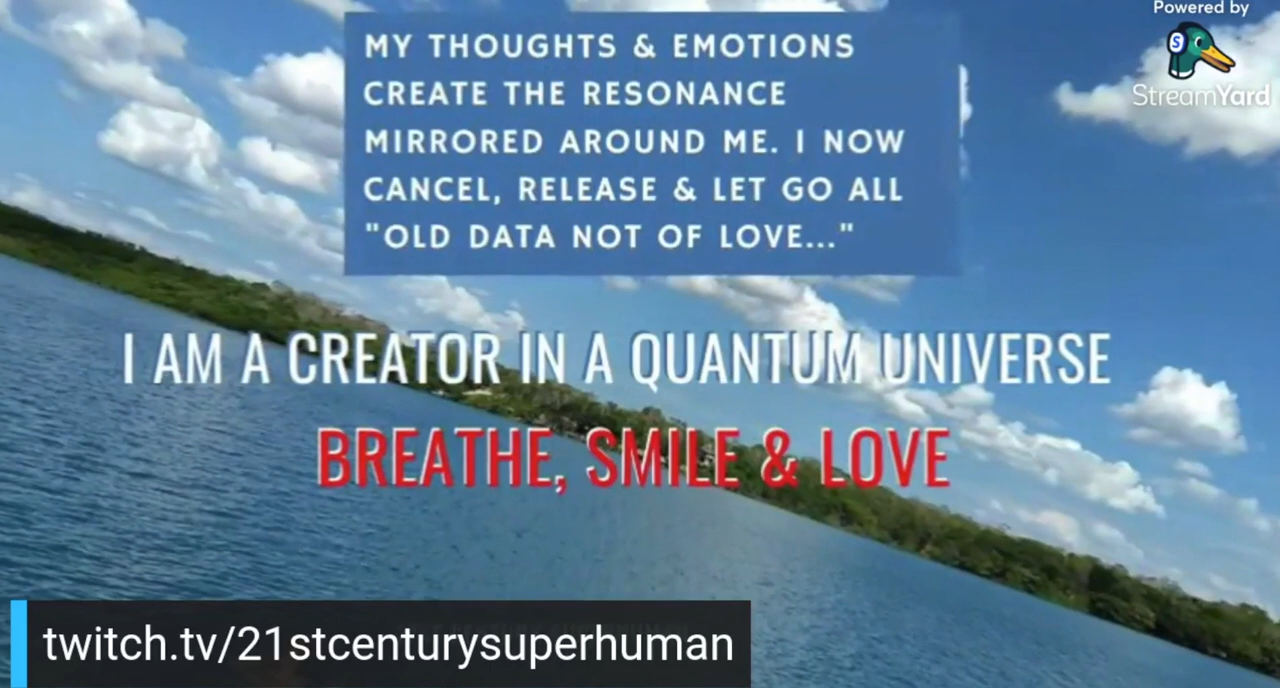 Powered by
StreamYard
MY THOUGHTS & EMOTIONS
CREATE THE RESONANCE
MIRRORED AROUND ME. I NOW
CANCEL, RELEASE & LET GO ALL
"OLD DATA NOT OF LOVE..."
I AM A CREATOR IN A QUANTUM UNIVERSE
BREATHE, SMILE & LOVE
twitch.tv/21stcenturysuperhuman